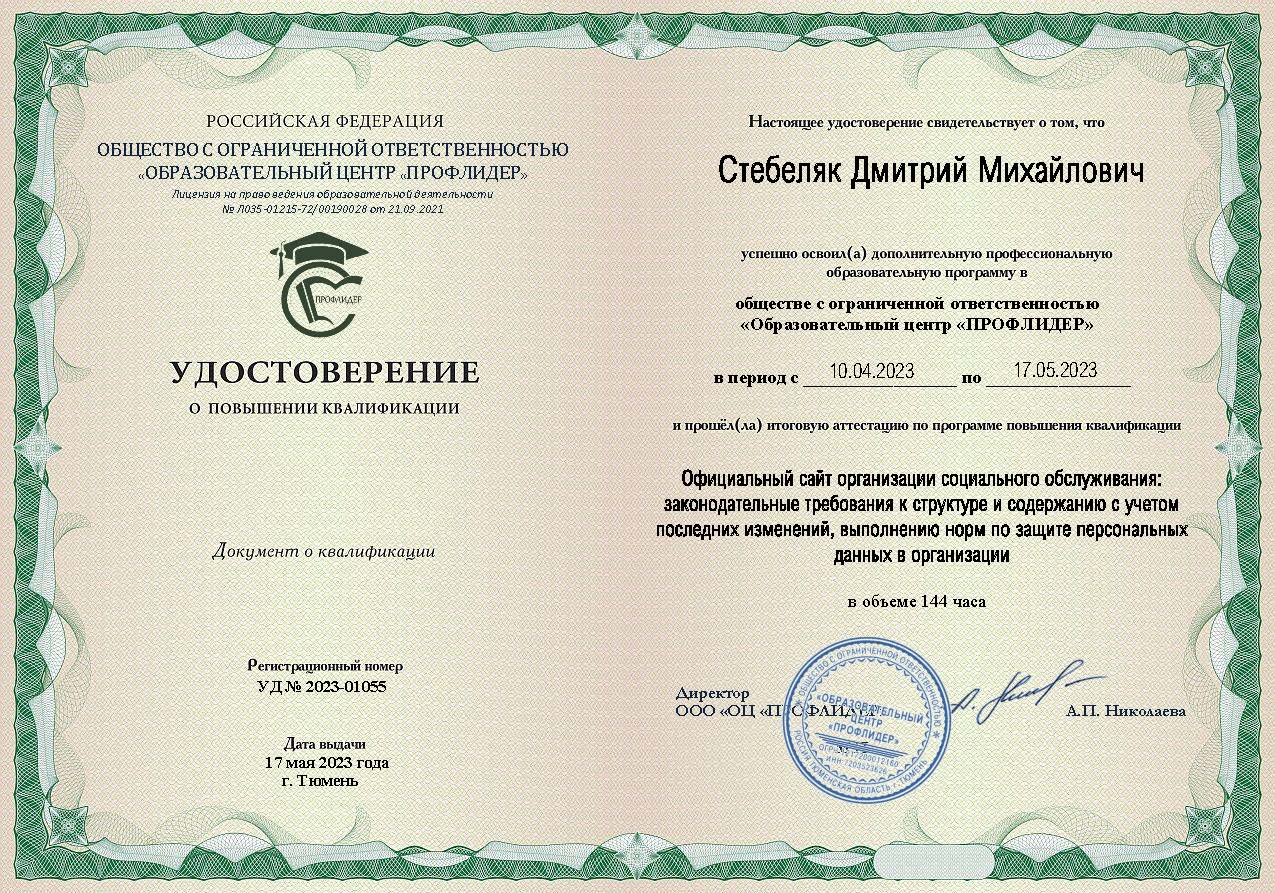 РОССИЙСКАЯ ФЕДЕРАЦИЯ
ОБЩЕСТВО С ОГРАНИЧЕННОЙ ОТВЕТСТВЕННОСТЬЮ
«ОБРАЗОВАТЕЛЬНЫЙ ЦЕНТР «ПРОФЛИДЕР»
Лицензия на право ведения образовательной деятельности
№ Л035-01215-72/00190028 от 21.09.2021
ПРОФЛИДЕР
УДОСТОВЕРЕНИЕ
О ПОВЫШЕНИИ КВАЛИФИКАЦИИ
Документ о квалификации
Регистрационный номер
УД № 2023-01055
Дата выдачи
17 мая 2023 года
г. Тюмень
Настоящее удостоверение свидетельствует о том, что
Стебеляк Дмитрий Михайлович
успешно освоил(а) дополнительную профессиональную
образовательную программу в
обществе с ограниченной ответственностью
«Образовательный центр «ПРОФЛИДЕР»
в период с 10.04.2023 по 17.05.2023
и прошёл(ла) итоговую аттестацию по программе повышения квалификации
Официальный сайт организации социального обслуживания:
законодательные требования к структуре и содержанию с учетом
последних изменений, выполнению норм по защите персональных
данных в организации
в объеме 144 часа
Директор
ООО «ОЦ «ПРОФЛИДЕР»
А.П. Николаева
ОБЩЕСТВО С ОГРАНИЧЕННОЙ ОТВЕТСТВЕННОСТЬЮ
«ОБРАЗОВАТЕЛЬНЫЙ
ЦЕНТР
«ПРОФЛИДЕР»
ИНН 7203523626
РОССИЯ ТЮМЕНСКАЯ ОБЛАСТЬ г. ТЮМЕНЬ